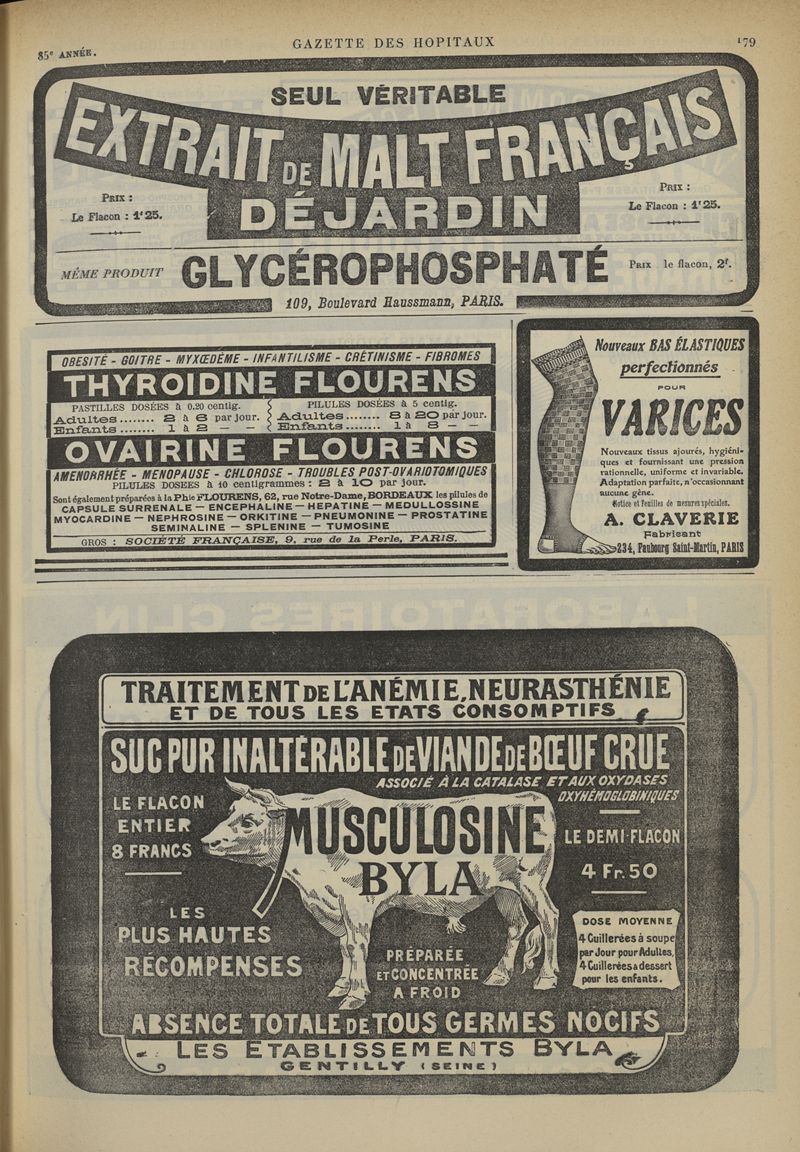 85e ANNÉE.
GAZETTE DES HOPITAUX
179
SEUL VÉRITABLE
EXTRAIT DE MALT FRANÇAIS
DÉJARDIN
PRIX :
Le Flacon : 1f25.
PRIX :
Le Flacon : 1f25.
MÊME PRODUIT GLYCÉROPHOSPHATÉ PRIX le flacon, 2f.
109, Boulevard Haussmann, PARIS.
OBESITÉ - GOITRE - MYXŒDÈME - INFANTILISME - CRÉTINISME - FIBROMES
THYROIDINE FLOURENS
PASTILLES DOSÉES à 0.20 centig.
Adultes........ 2 à 6 par jour.
Enfants........ 1 à 2 — —
PILULES DOSÉES à 5 centig.
Adultes........ 8 à 20 par jour.
Enfants........ 1 à 8 — —
OVAIRINE FLOURENS
AMENORRHÉE - MENOPAUSE - CHLOROSE - TROUBLES POST-OVARIOTOMIQUES
PILULES DOSEES à 10 centigrammes : 2 à 10 par jour.
Sont également préparées à la Phie FLOURENS, 62, rue Notre-Dame, BORDEAUX les pilules de
CAPSULE SURRENALE — ENCEPHALINE — HEPATINE — MEDULLOSSINE
MYOCARDINE — NEPHROSINE — ORKITINE — PNEUMONINE — PROSTATINE
SEMINALINE — SPLENINE — TUMOSINE
GROS : SOCIÉTÉ FRANÇAISE, 9, rue de la Perle, PARIS.
Nouveaux BAS ÉLASTIQUES
perfectionnés
POUR
VARICES
Nouveaux tissus ajourés, hygiéni-
ques et fournissant une pression
rationnelle, uniforme et invariable.
Adaptation parfaite, n'occasionnant
aucune gêne.
Notice et Feuilles de mesures spéciales.
A. CLAVERIE
Fabricant
234, Faubourg Saint-Martin, PARIS
TRAITEMENT DE L'ANÉMIE, NEURASTHÉNIE
ET DE TOUS LES ETATS CONSOMPTIFS
SUC PUR INALTÉRABLE DE VIANDE DE BŒUF CRUE
ASSOCIÉ À LA CATALASE ET AUX OXYDASES
OXYHÉMOGLOBINIQUES
LE FLACON
ENTIER
8 FRANCS
MUSCULOSINE
BYLA
LE DEMI-FLACON
4 Fr. 50
LES
PLUS HAUTES
RÉCOMPENSES
PRÉPARÉE
ET CONCENTRÉE
A FROID
DOSE MOYENNE
4 Cuillerées à soupe
par Jour pour Adultes,
4 Cuillerées a dessert
pour les enfants.
ABSENCE TOTALE DE TOUS GERMES NOCIFS
LES ETABLISSEMENTS BYLA
GENTILLY (SEINE)